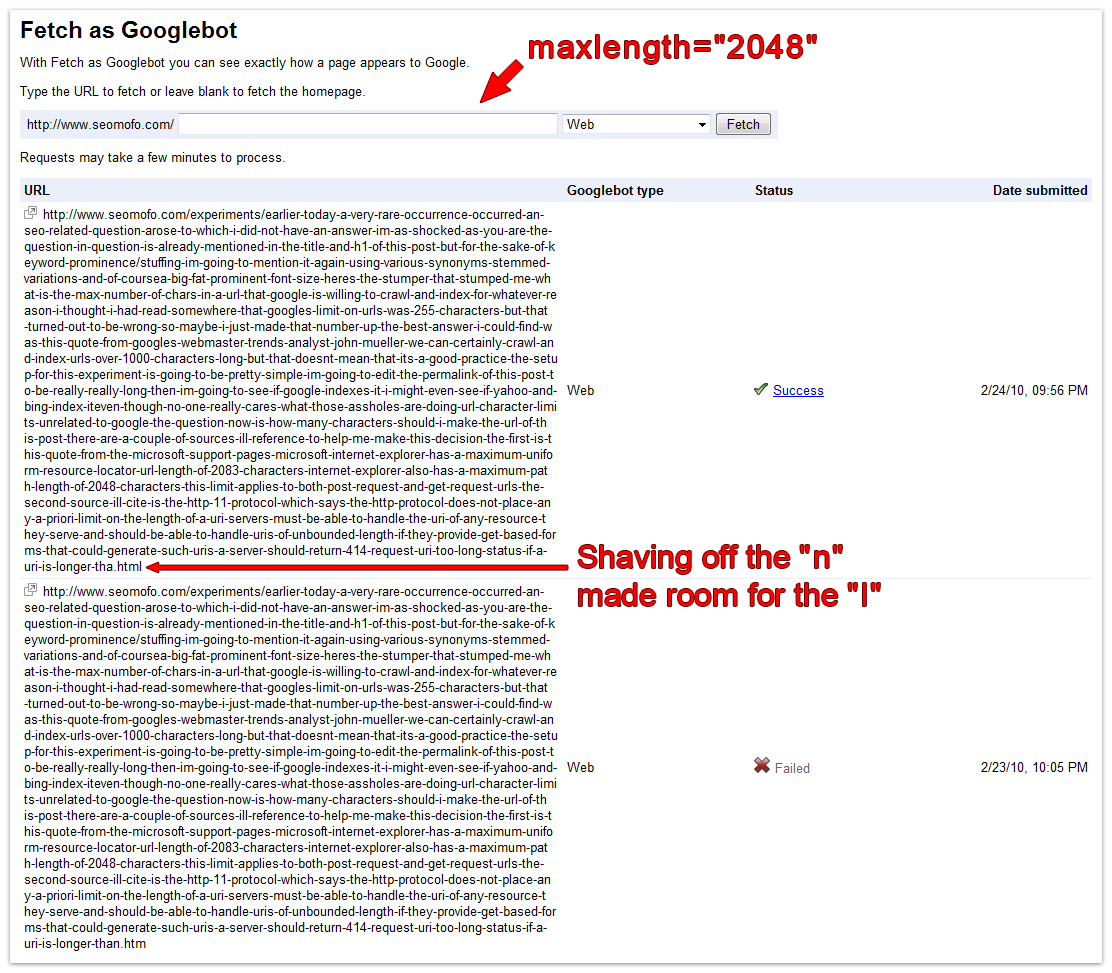 Fetch as Googlebot
With Fetch as Googlebot you can see exactly how a page appears to Google.
maxlength="2048"
Type the URL to fetch or leave blank to fetch the homepage.
http://www.seomofo.com/ Web Fetch
Requests may take a few minutes to process.
URL Googlebot type Status Date submitted
http://www.seomofo.com/experiments/earlier-today-a-very-rare-occurrence-occurred-an-
seo-related-question-arose-to-which-i-did-not-have-an-answer-im-as-shocked-as-you-are-the-
question-in-question-is-already-mentioned-in-the-title-and-h1-of-this-post-but-for-the-sake-of-k
eyword-prominence/stuffing-im-going-to-mention-it-again-using-various-synonyms-stemmed-
variations-and-of-coursea-big-fat-prominent-font-size-heres-the-stumper-that-stumped-me-wh
at-is-the-max-number-of-chars-in-a-url-that-google-is-willing-to-crawl-and-index-for-whatever-re
ason-i-thought-i-had-read-somewhere-that-googles-limit-on-urls-was-255-characters-but-that
-turned-out-to-be-wrong-so-maybe-i-just-made-that-number-up-the-best-answer-i-could-find-w
as-this-quote-from-googles-webmaster-trends-analyst-john-mueller-we-can-certainly-crawl-an
d-index-urls-over-1000-characters-long-but-that-doesnt-mean-that-its-a-good-practice-the-setu
p-for-this-experiment-is-going-to-be-pretty-simple-im-going-to-edit-the-permalink-of-this-post-t
o-be-really-really-long-then-im-going-to-see-if-google-indexes-it-i-might-even-see-if-yahoo-and-
bing-index-iteven-though-no-one-really-cares-what-those-assholes-are-doing-url-character-limi
ts-unrelated-to-google-the-question-now-is-how-many-characters-should-i-make-the-url-of-th
is-post-there-are-a-couple-of-sources-ill-reference-to-help-me-make-this-decision-the-first-is-t
his-quote-from-the-microsoft-support-pages-microsoft-internet-explorer-has-a-maximum-unifo
rm-resource-locator-url-length-of-2083-characters-internet-explorer-also-has-a-maximum-pat
h-length-of-2048-characters-this-limit-applies-to-both-post-request-and-get-request-urls-the-
second-source-ill-cite-is-the-http-11-protocol-which-says-the-http-protocol-does-not-place-an
y-a-priori-limit-on-the-length-of-a-uri-servers-must-be-able-to-handle-the-uri-of-any-resource-t
hey-serve-and-should-be-able-to-handle-uris-of-unbounded-length-if-they-provide-get-based-for
ms-that-could-generate-such-uris-a-server-should-return-414-request-uri-too-long-status-if-a-
uri-is-longer-tha.html
Web Success 2/24/10, 09:56 PM
Shaving off the "n"
made room for the "l"
http://www.seomofo.com/experiments/earlier-today-a-very-rare-occurrence-occurred-an-
seo-related-question-arose-to-which-i-did-not-have-an-answer-im-as-shocked-as-you-are-the-
question-in-question-is-already-mentioned-in-the-title-and-h1-of-this-post-but-for-the-sake-of-k
eyword-prominence/stuffing-im-going-to-mention-it-again-using-various-synonyms-stemmed-
variations-and-of-coursea-big-fat-prominent-font-size-heres-the-stumper-that-stumped-me-wh
at-is-the-max-number-of-chars-in-a-url-that-google-is-willing-to-crawl-and-index-for-whatever-re
ason-i-thought-i-had-read-somewhere-that-googles-limit-on-urls-was-255-characters-but-that
-turned-out-to-be-wrong-so-maybe-i-just-made-that-number-up-the-best-answer-i-could-find-w
as-this-quote-from-googles-webmaster-trends-analyst-john-mueller-we-can-certainly-crawl-an
d-index-urls-over-1000-characters-long-but-that-doesnt-mean-that-its-a-good-practice-the-setu
p-for-this-experiment-is-going-to-be-pretty-simple-im-going-to-edit-the-permalink-of-this-post-t
o-be-really-really-long-then-im-going-to-see-if-google-indexes-it-i-might-even-see-if-yahoo-and-
bing-index-iteven-though-no-one-really-cares-what-those-assholes-are-doing-url-character-limi
ts-unrelated-to-google-the-question-now-is-how-many-characters-should-i-make-the-url-of-th
is-post-there-are-a-couple-of-sources-ill-reference-to-help-me-make-this-decision-the-first-is-t
his-quote-from-the-microsoft-support-pages-microsoft-internet-explorer-has-a-maximum-unifo
rm-resource-locator-url-length-of-2083-characters-internet-explorer-also-has-a-maximum-pat
h-length-of-2048-characters-this-limit-applies-to-both-post-request-and-get-request-urls-the-
second-source-ill-cite-is-the-http-11-protocol-which-says-the-http-protocol-does-not-place-an
y-a-priori-limit-on-the-length-of-a-uri-servers-must-be-able-to-handle-the-uri-of-any-resource-t
hey-serve-and-should-be-able-to-handle-uris-of-unbounded-length-if-they-provide-get-based-for
ms-that-could-generate-such-uris-a-server-should-return-414-request-uri-too-long-status-if-a-
uri-is-longer-than.htm
Web Failed 2/23/10, 10:05 PM